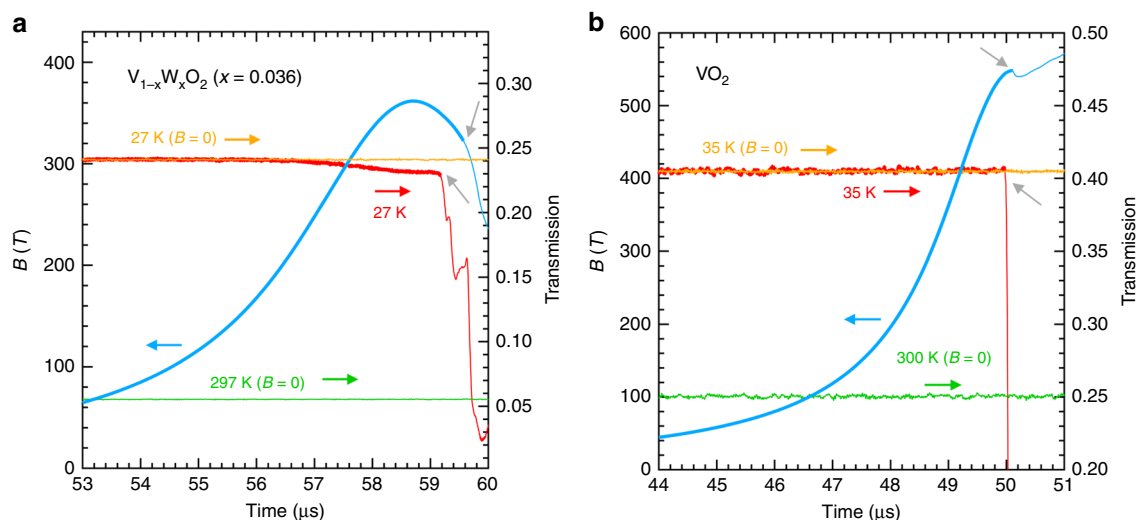 a
V1–xWxO2 (x = 0.036)
27 K (B = 0)
27 K
297 K (B = 0)
B (T)
400
300
200
100
0
Transmission
0.30
0.25
0.20
0.15
0.10
0.05
53 54 55 56 57 58 59 60
Time (μs)
b
VO2
35 K (B = 0)
35 K
300 K (B = 0)
B (T)
600
500
400
300
200
100
0
Transmission
0.50
0.45
0.40
0.35
0.30
0.25
0.20
44 45 46 47 48 49 50 51
Time (μs)